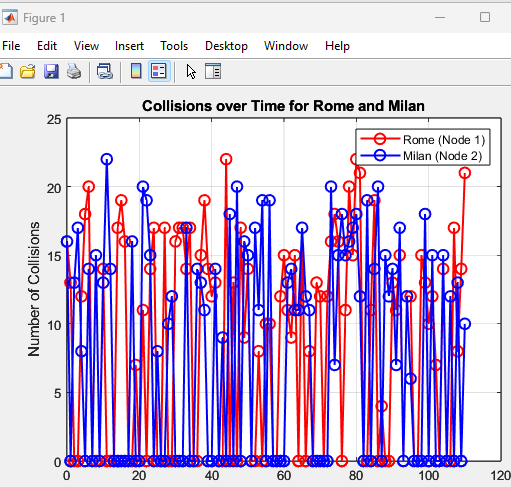 Figure 1
File Edit View Insert Tools Desktop Window Help
Collisions over Time for Rome and Milan
Rome (Node 1)
Milan (Node 2)
Number of Collisions
25
20
15
10
5
0
0 20 40 60 80 100 120